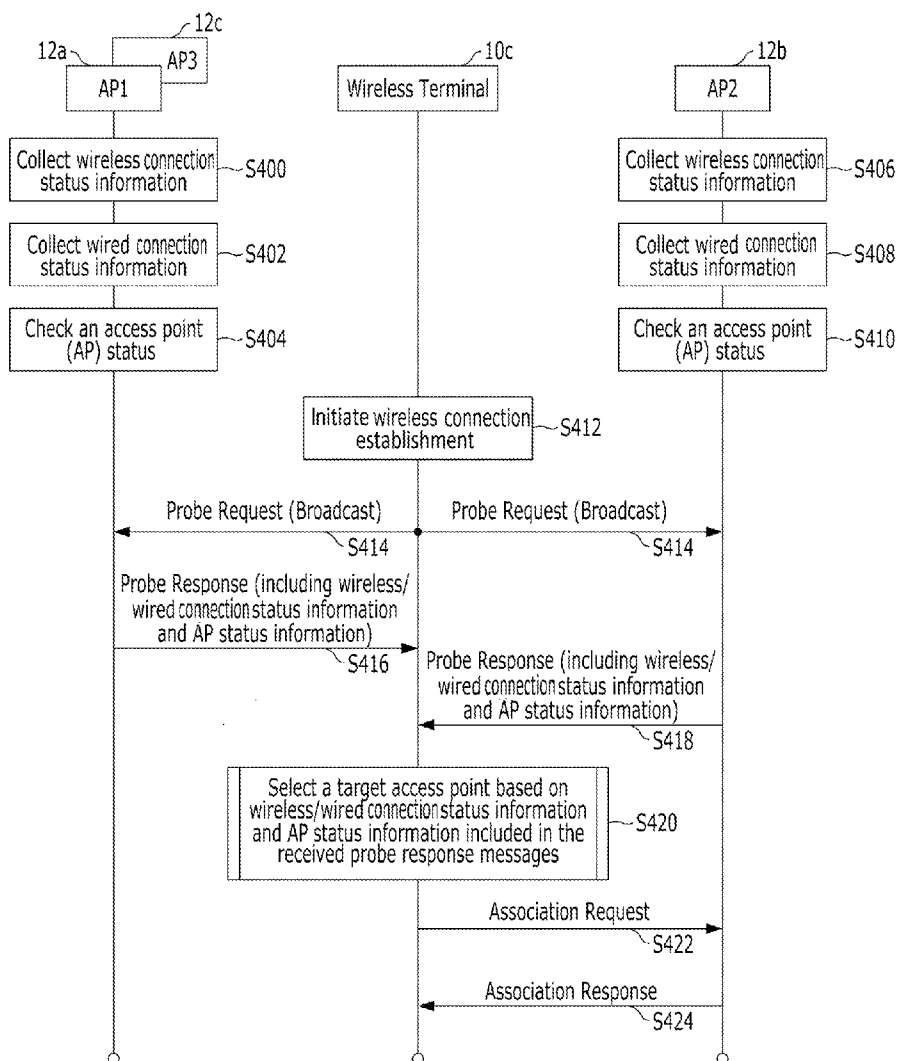 12c
12a
AP3
AP1
10c
Wireless Terminal
12b
AP2
Collect wireless connection
status information
S400
Collect wireless connection
status information
S406
Collect wired connection
status information
S402
Collect wired connection
status information
S408
Check an access point
(AP) status
S404
Check an access point
(AP) status
S410
Initiate wireless connection
establishment
S412
Probe Request (Broadcast)
S414
Probe Request (Broadcast)
S414
Probe Response (including wireless/
wired connection status information
and AP status information)
S416
Probe Response (including wireless/
wired connection status information
and AP status information)
S418
Select a target access point based on
wireless/wired connection status information
and AP status information included in the
received probe response messages
S420
Association Request
S422
Association Response
S424